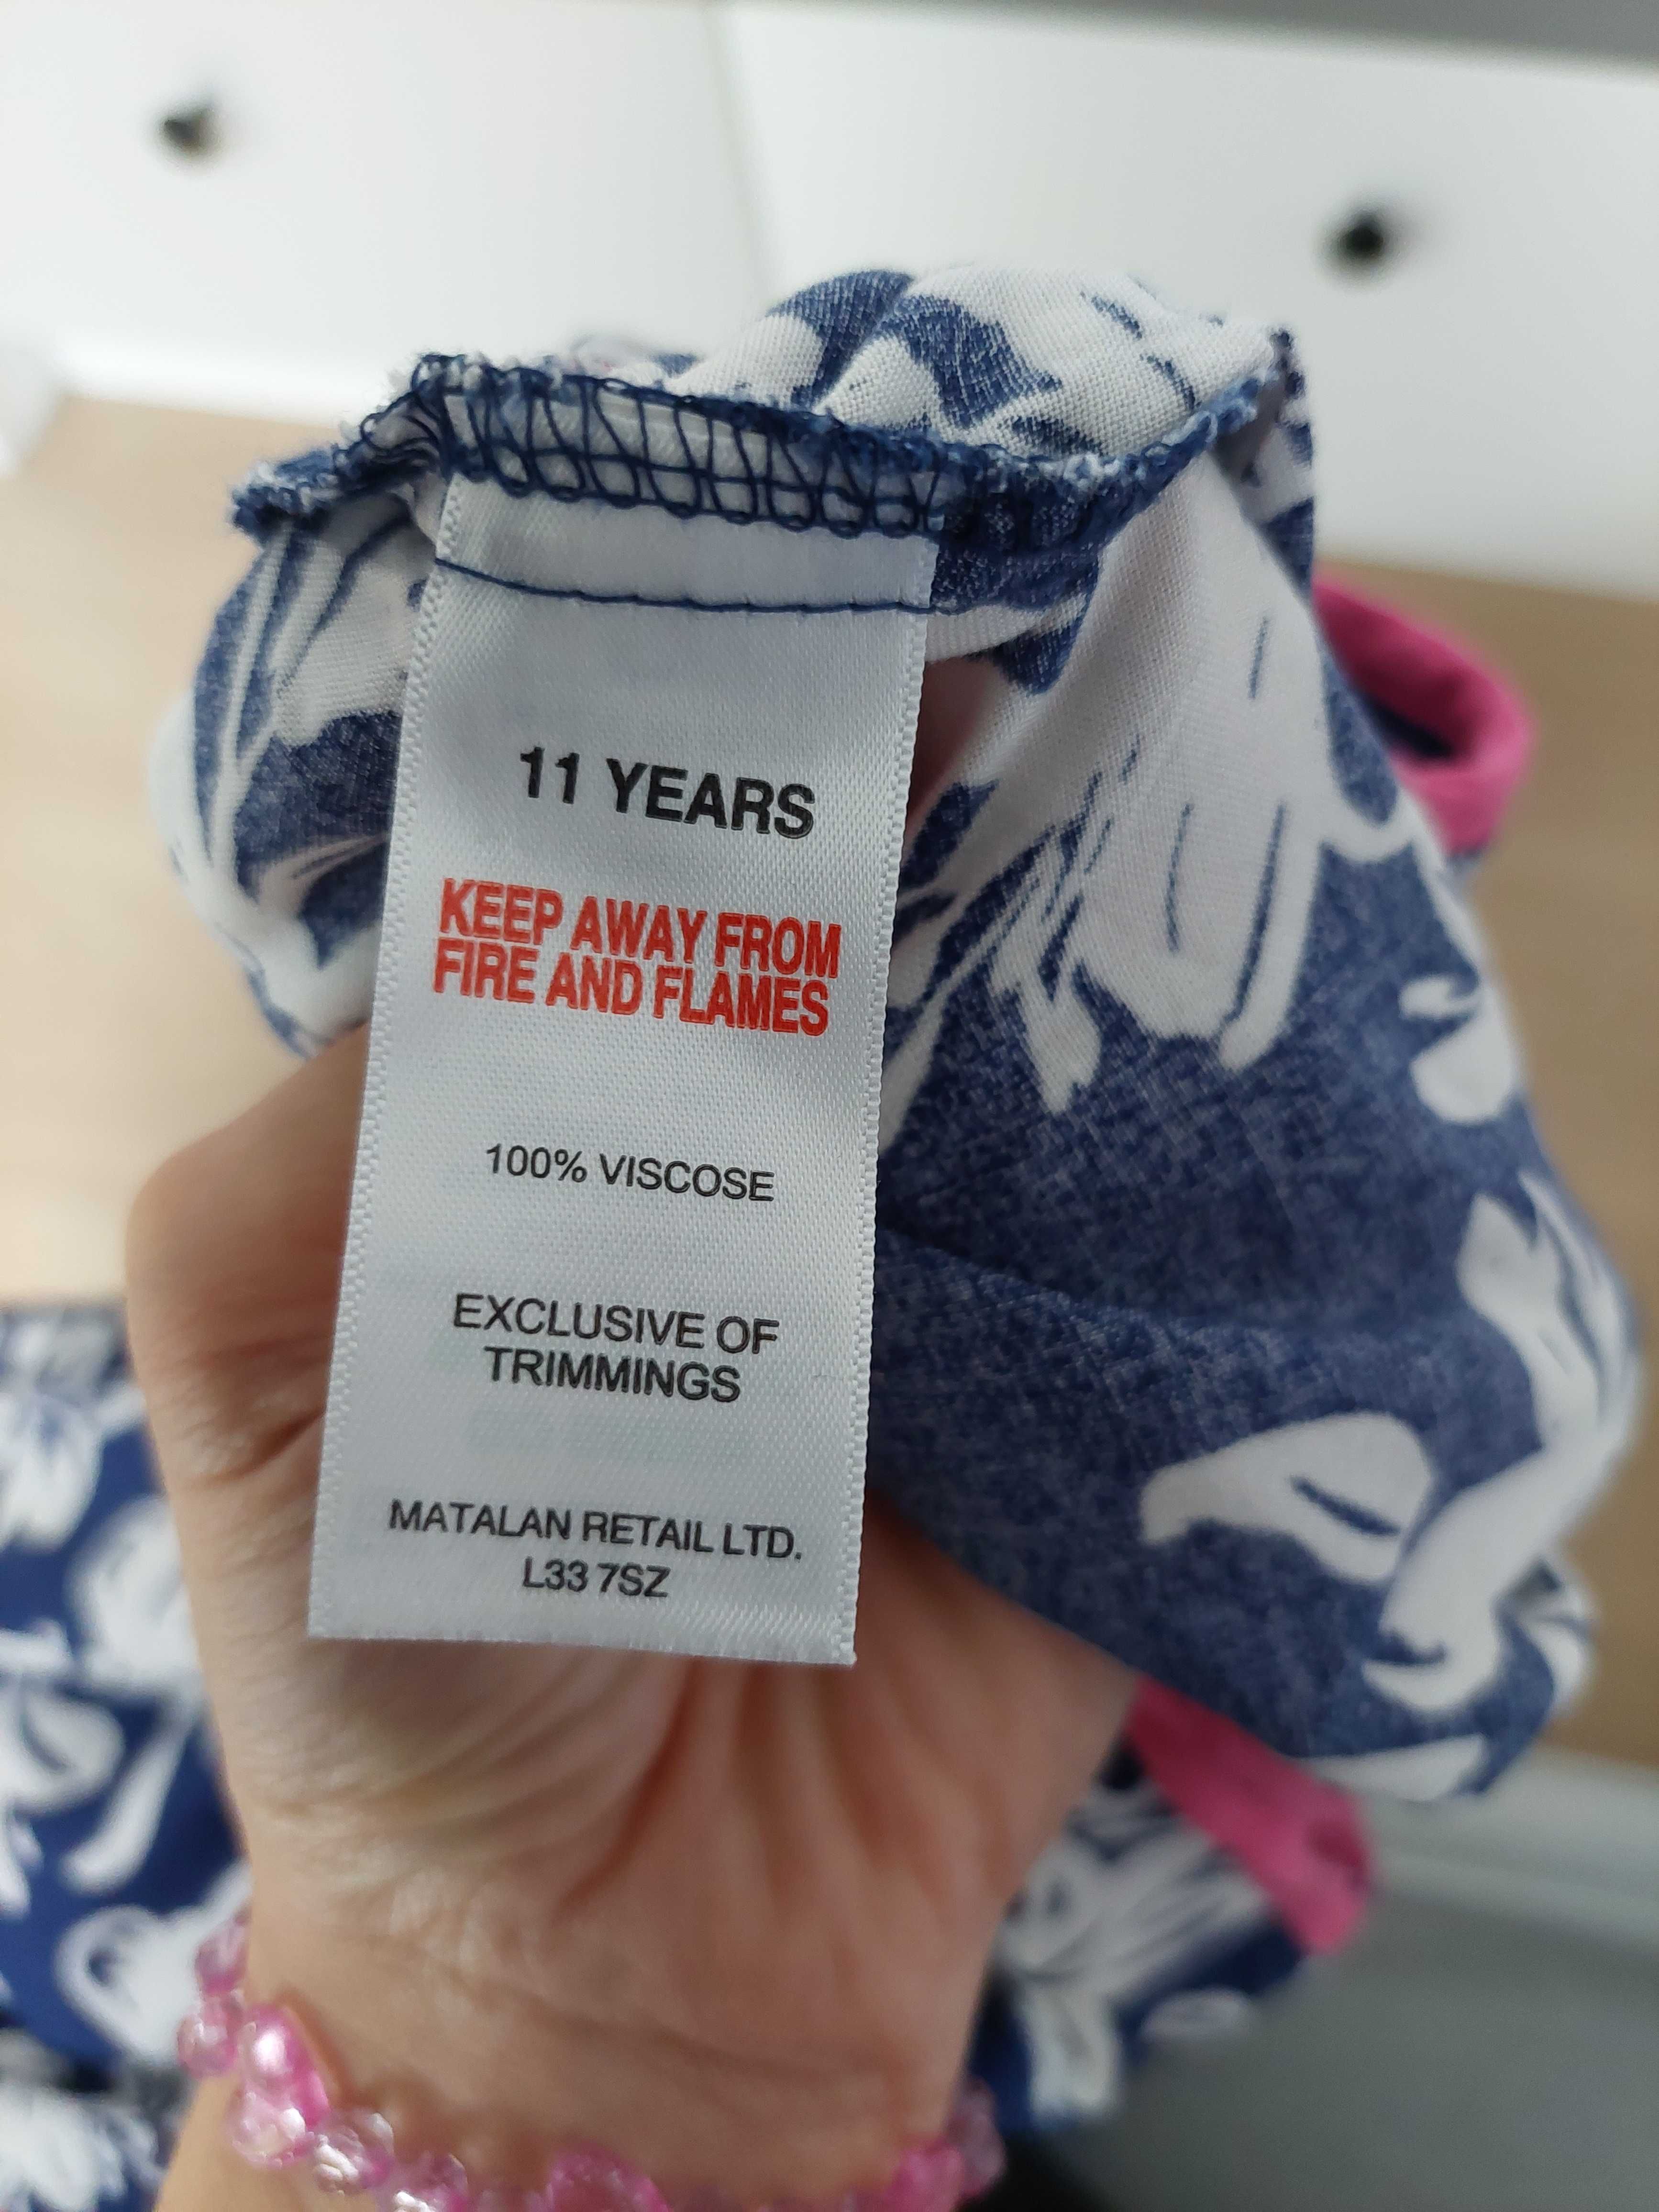 11 YEARS
KEEP AWAY FROM
FIRE AND FLAMES
100% VISCOSE
EXCLUSIVE OF
TRIMMINGS
MATALAN RETAIL LTD.
L33 7SZ